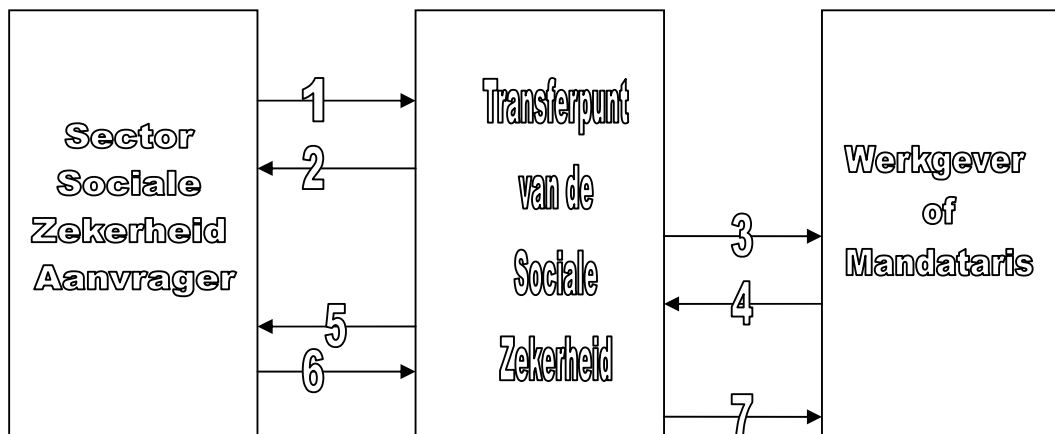 Sector
Sociale
Zekerheid
Aanvrager
1
2
5
6
Transferpunt
van de
Sociale
Zekerheid
3
4
7
Werkgever
of
Mandataris